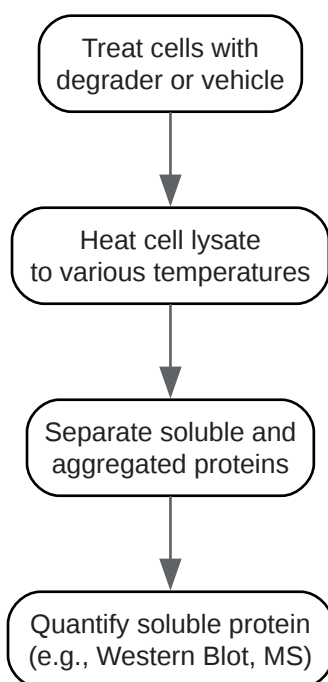 Treat cells with
degrader or vehicle
Heat cell lysate
to various temperatures
Separate soluble and
aggregated proteins
Quantify soluble protein
(e.g., Western Blot, MS)